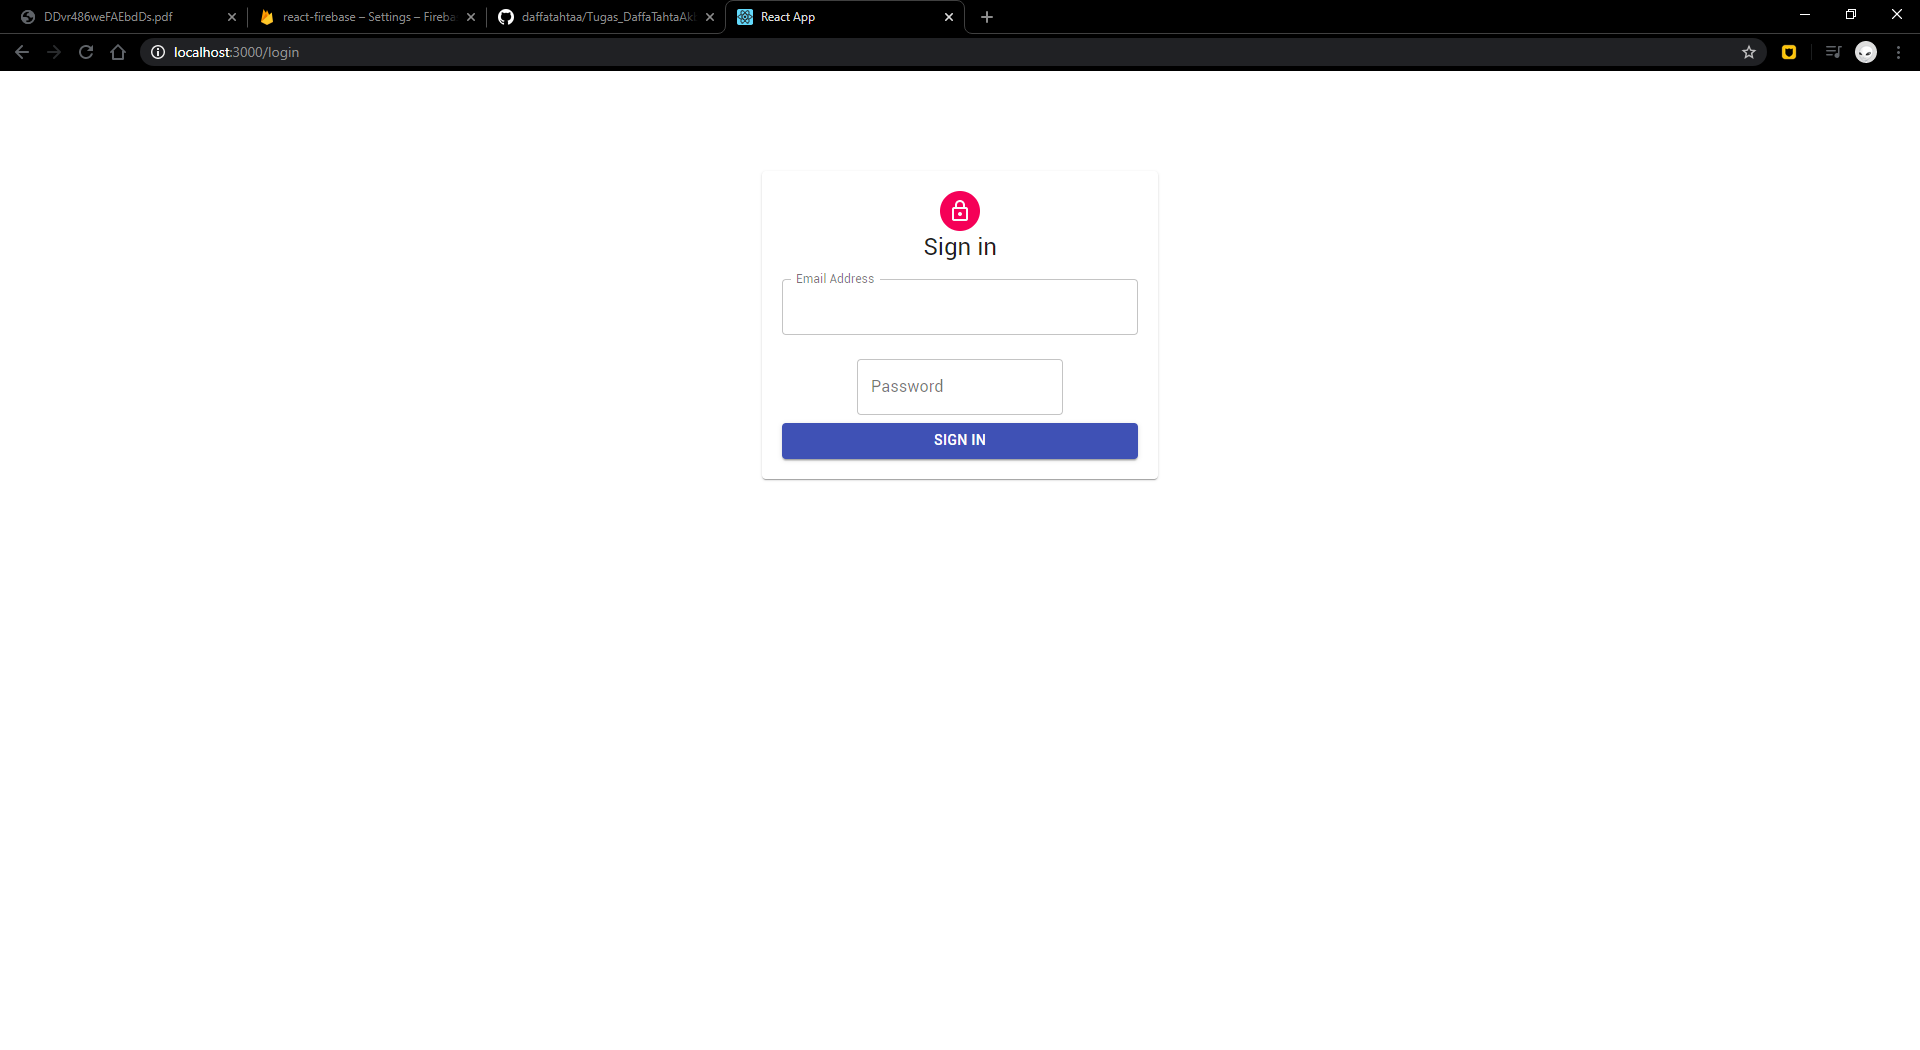 DDvr486weFAEbdDs.pdf
react-firebase – Settings – Fireba
daffatahtaa/Tugas_DaffaTahtaAk
React App
localhost:3000/login
Sign in
Email Address
Password
SIGN IN